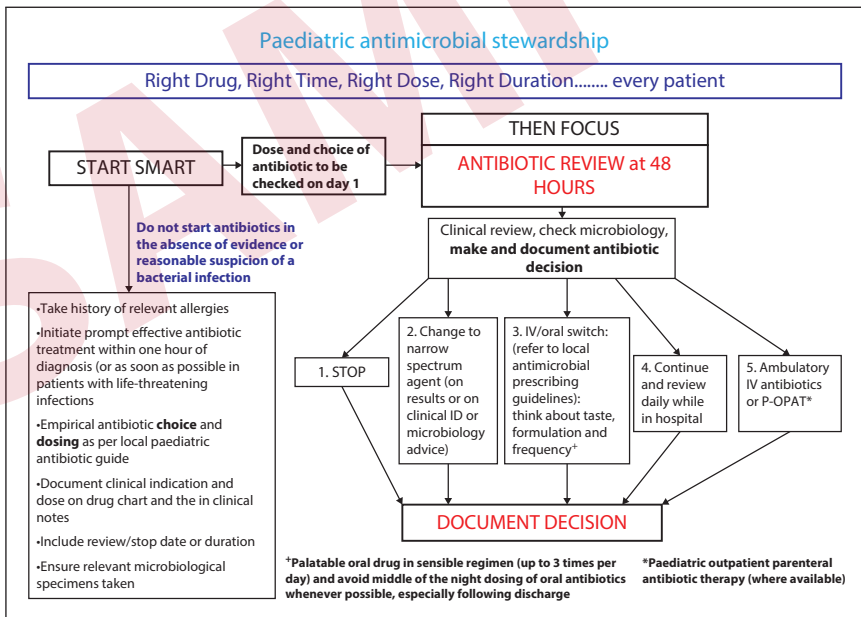 Paediatric antimicrobial stewardship
Right Drug, Right Time, Right Dose, Right Duration........ every patient
START SMART
Dose and choice of
antibiotic to be
checked on day 1
THEN FOCUS
ANTIBIOTIC REVIEW at 48
HOURS
Do not start antibiotics in
the absence of evidence or
reasonable suspicion of a
bacterial infection
Clinical review, check microbiology,
make and document antibiotic
decision
•Take history of relevant allergies
•Initiate prompt effective antibiotic
treatment within one hour of
diagnosis (or as soon as possible in
patients with life-threatening
infections
•Empirical antibiotic choice and
dosing as per local paediatric
antibiotic guide
•Document clinical indication and
dose on drug chart and the in clinical
notes
•Include review/stop date or duration
•Ensure relevant microbiological
specimens taken
1. STOP
2. Change to
narrow
spectrum
agent (on
results or on
clinical ID or
microbiology
advice)
3. IV/oral switch:
(refer to local
antimicrobial
prescribing
guidelines):
think about taste,
formulation and
frequency+
4. Continue
and review
daily while
in hospital
5. Ambulatory
IV antibiotics
or P-OPAT*
DOCUMENT DECISION
+Palatable oral drug in sensible regimen (up to 3 times per
day) and avoid middle of the night dosing of oral antibiotics
whenever possible, especially following discharge
*Paediatric outpatient parenteral
antibiotic therapy (where available)